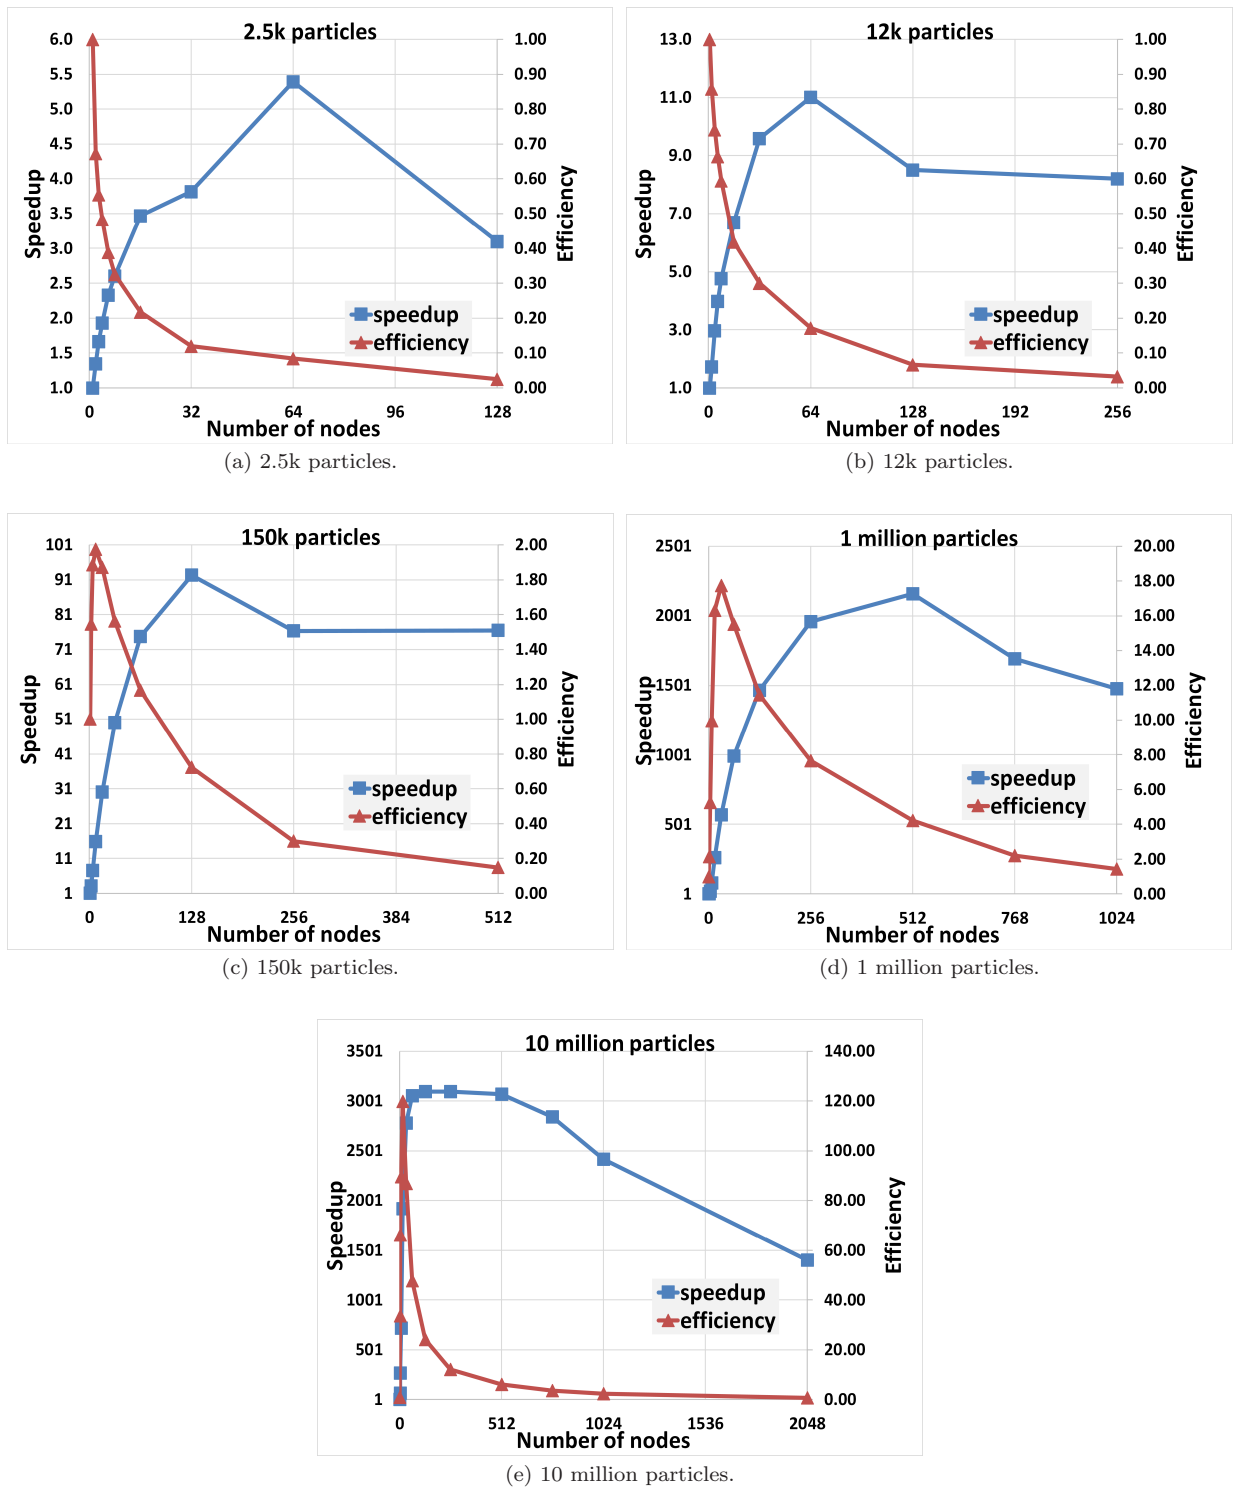 2.5k particles
6.0
5.5
5.0
4.5
4.0
3.5
3.0
2.5
2.0
1.5
1.0
Speedup
1.00
0.90
0.80
0.70
0.60
0.50
0.40
0.30
0.20
0.10
0.00
Efficiency
speedup
efficiency
0 32 64 96 128
Number of nodes
(a) 2.5k particles.
12k particles
13.0
11.0
9.0
7.0
5.0
3.0
1.0
Speedup
1.00
0.90
0.80
0.70
0.60
0.50
0.40
0.30
0.20
0.10
0.00
Efficiency
speedup
efficiency
0 64 128 192 256
Number of nodes
(b) 12k particles.
150k particles
101
91
81
71
61
51
41
31
21
11
1
Speedup
2.00
1.80
1.60
1.40
1.20
1.00
0.80
0.60
0.40
0.20
0.00
Efficiency
speedup
efficiency
0 128 256 384 512
Number of nodes
(c) 150k particles.
1 million particles
2501
2001
1501
1001
501
1
Speedup
20.00
18.00
16.00
14.00
12.00
10.00
8.00
6.00
4.00
2.00
0.00
Efficiency
speedup
efficiency
0 256 512 768 1024
Number of nodes
(d) 1 million particles.
10 million particles
3501
3001
2501
2001
1501
1001
501
1
Speedup
140.00
120.00
100.00
80.00
60.00
40.00
20.00
0.00
Efficiency
speedup
efficiency
0 512 1024 1536 2048
Number of nodes
(e) 10 million particles.